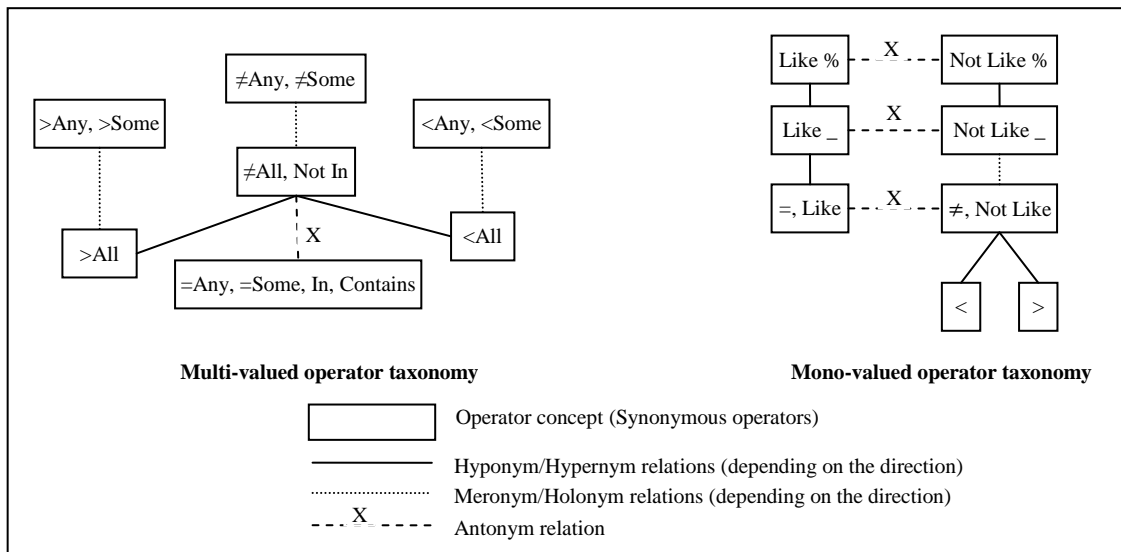 ≠Any, ≠Some
>Any, >Some
<Any, <Some
≠All, Not In
>All
X
<All
=Any, =Some, In, Contains
Multi-valued operator taxonomy
Like %
X
Not Like %
Like _
X
Not Like _
=, Like
X
≠, Not Like
<
>
Mono-valued operator taxonomy
Operator concept (Synonymous operators)
Hyponym/Hypernym relations (depending on the direction)
Meronym/Holonym relations (depending on the direction)
X
Antonym relation